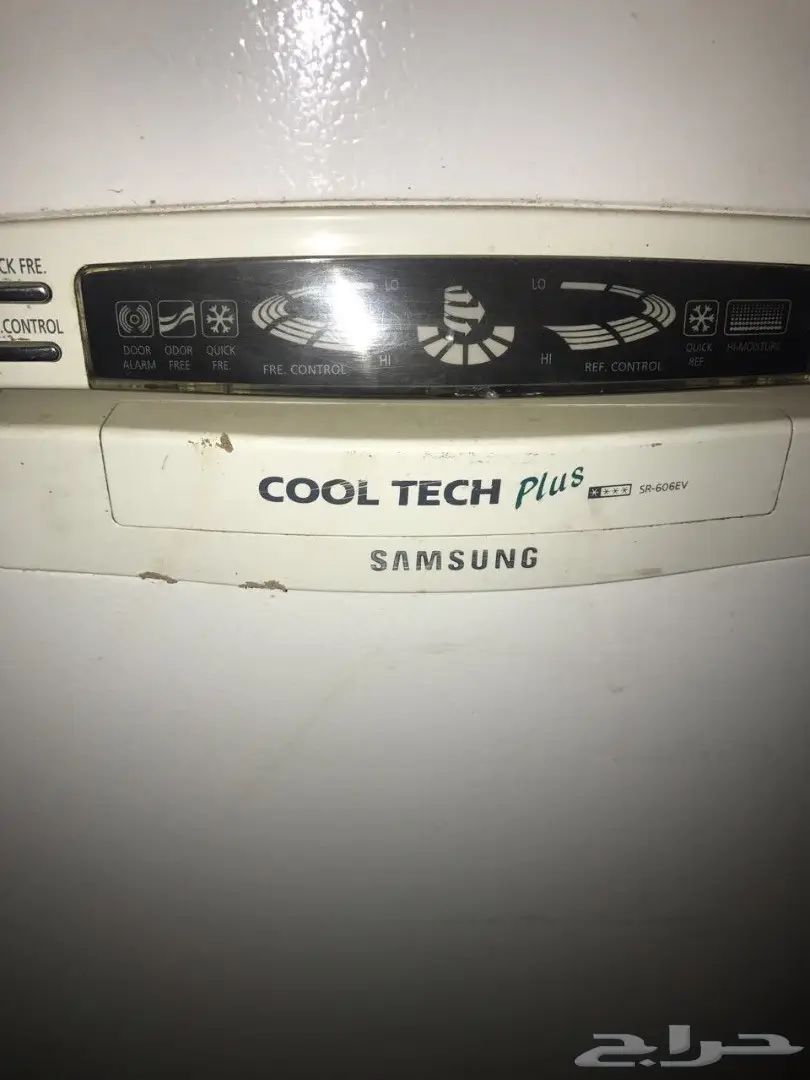 CK FRE.
.CONTROL
LO
LO
DOOR ALARM
ODOR FREE
QUICK FRE.
HI
FRE. CONTROL
HI
REF. CONTROL
QUICK REF.
HI-MOISTURE
COOL TECH Plus
SR-606EV
SAMSUNG
حراج